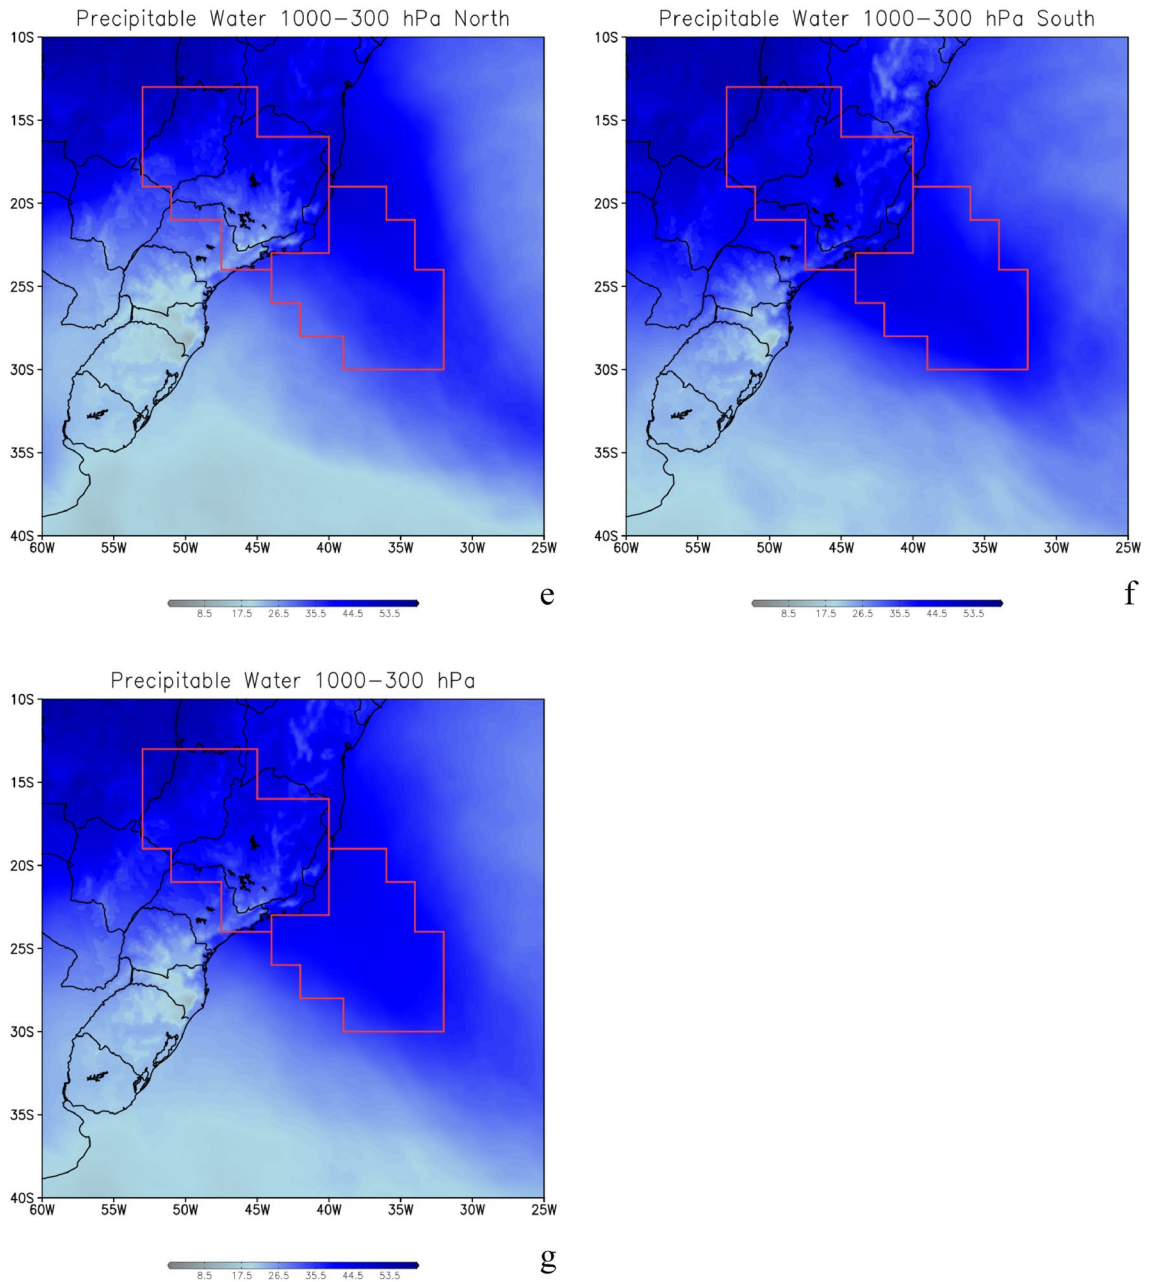 Precipitable Water 1000−300 hPa North
10S
15S
20S
25S
30S
35S
40S
60W 55W 50W 45W 40W 35W 30W 25W
8.5 17.5 26.5 35.5 44.5 53.5
e
Precipitable Water 1000−300 hPa South
10S
15S
20S
25S
30S
35S
40S
60W 55W 50W 45W 40W 35W 30W 25W
8.5 17.5 26.5 35.5 44.5 53.5
f
Precipitable Water 1000−300 hPa
10S
15S
20S
25S
30S
35S
40S
60W 55W 50W 45W 40W 35W 30W 25W
8.5 17.5 26.5 35.5 44.5 53.5
g